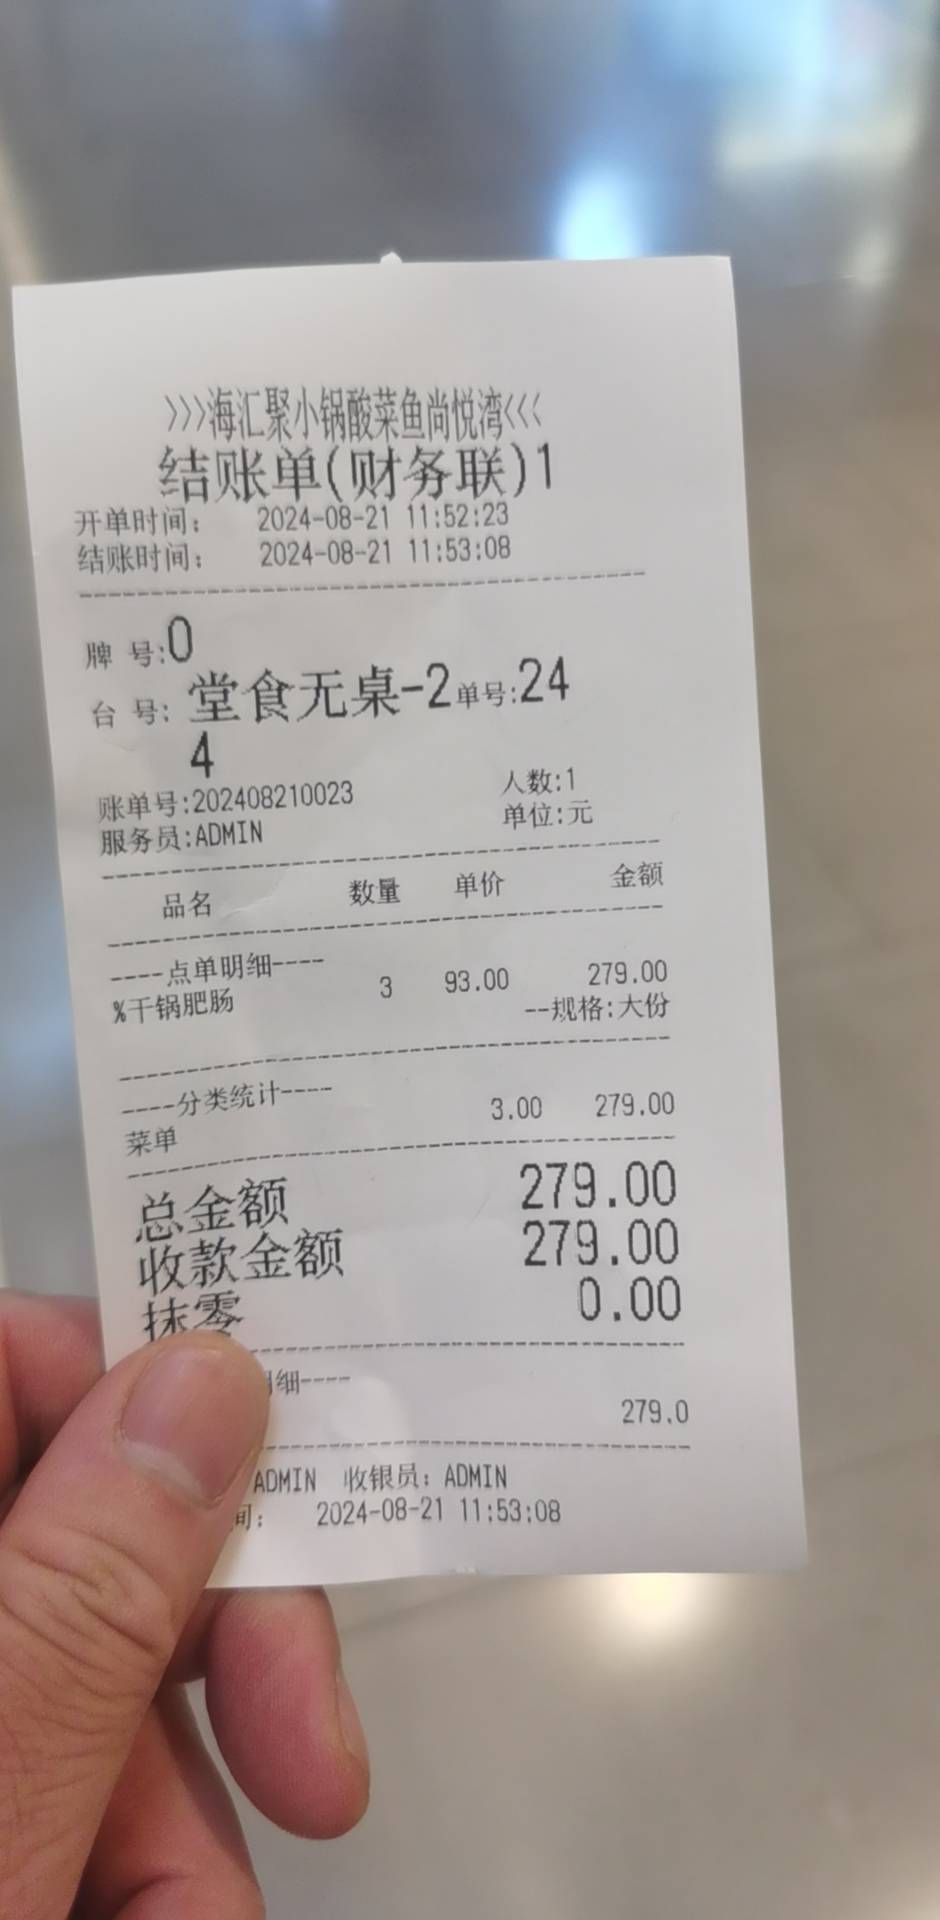 >>>海汇聚小锅酸菜鱼尚悦湾<<<
结账单(财务联)1
开单时间: 2024-08-21 11:52:23
结账时间: 2024-08-21 11:53:08
牌 号:0
台 号: 堂食无桌-2单号:24
4
账单号:202408210023 人数:1
服务员:ADMIN 单位:元
品名 数量 单价 金额
----点单明细----
%干锅肥肠 3 93.00 279.00
--规格:大份
----分类统计----
菜单 3.00 279.00
总金额 279.00
收款金额 279.00
抹零 0.00
细----
279.0
ADMIN 收银员: ADMIN
间: 2024-08-21 11:53:08